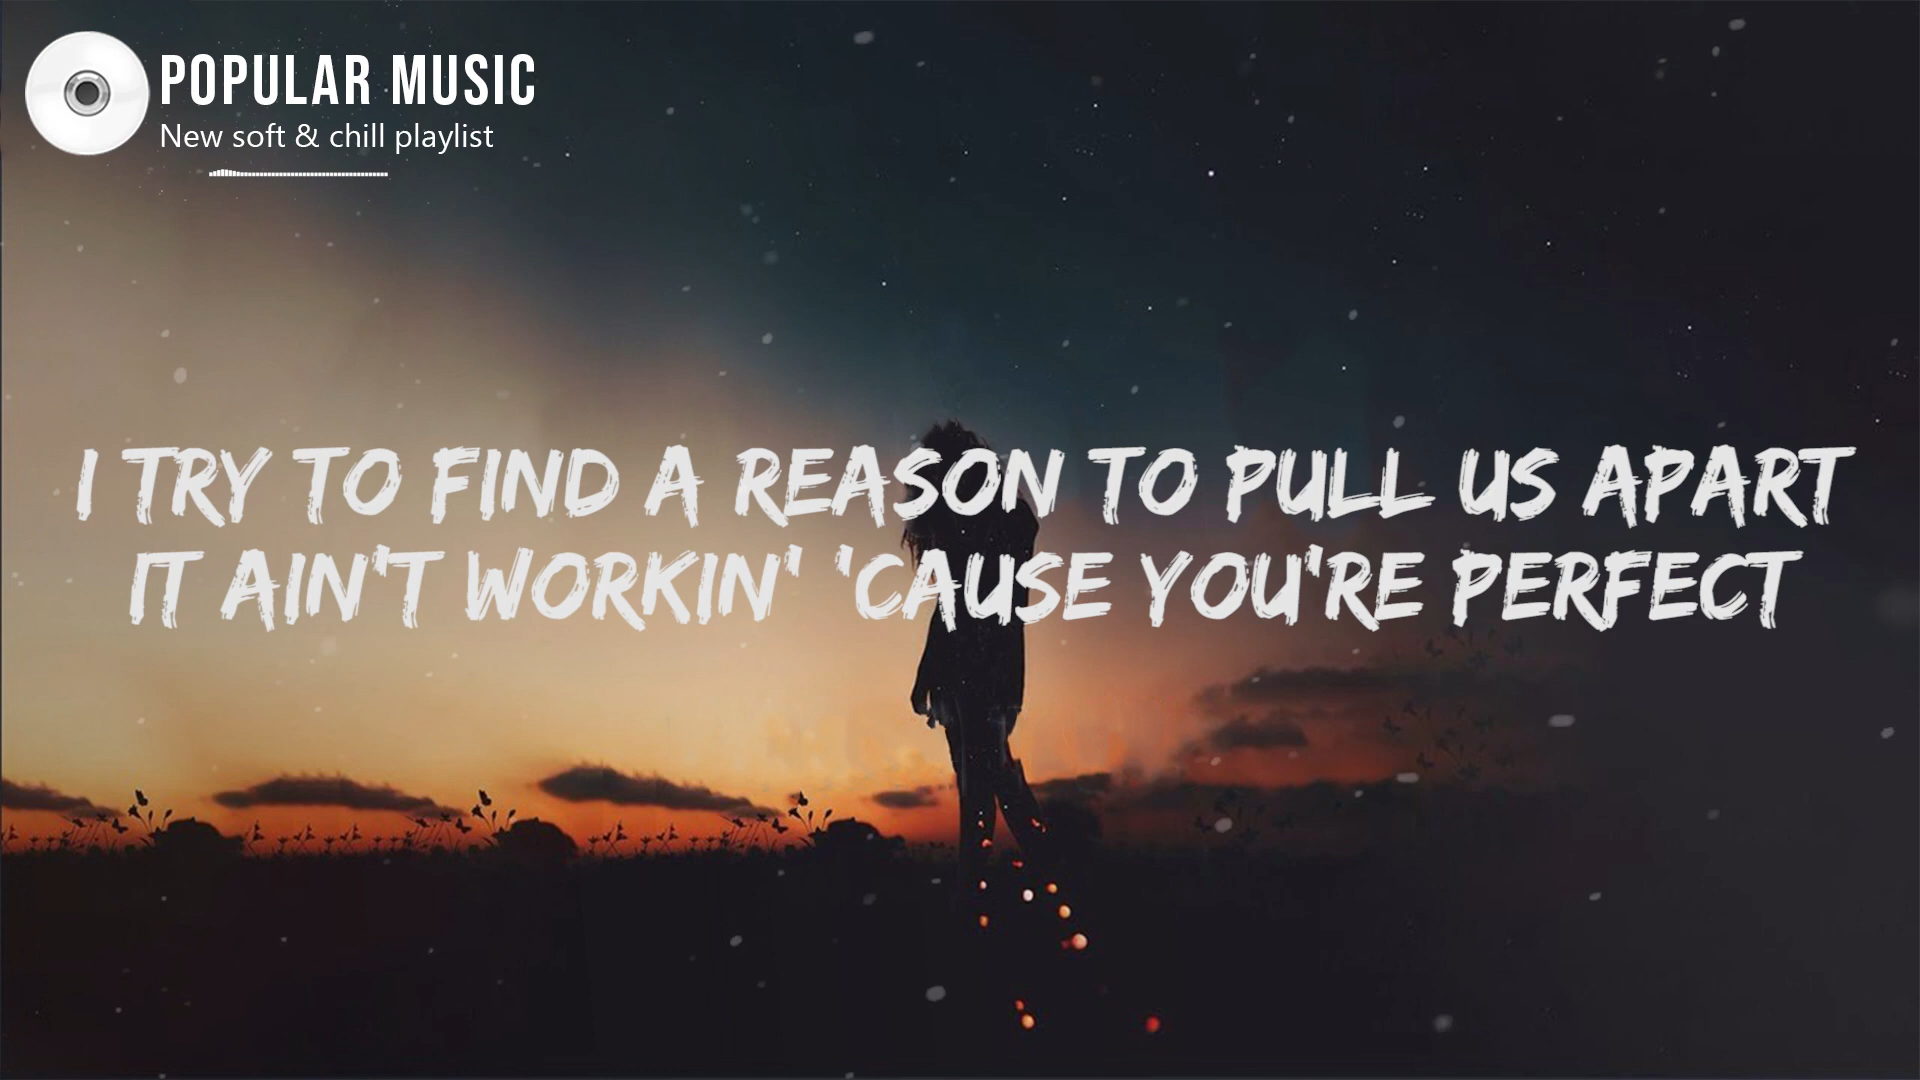 POPULAR MUSIC
New soft & chill playlist
I TRY TO FIND A REASON TO PULL US APART
IT AIN'T WORKIN' 'CAUSE YOU'RE PERFECT